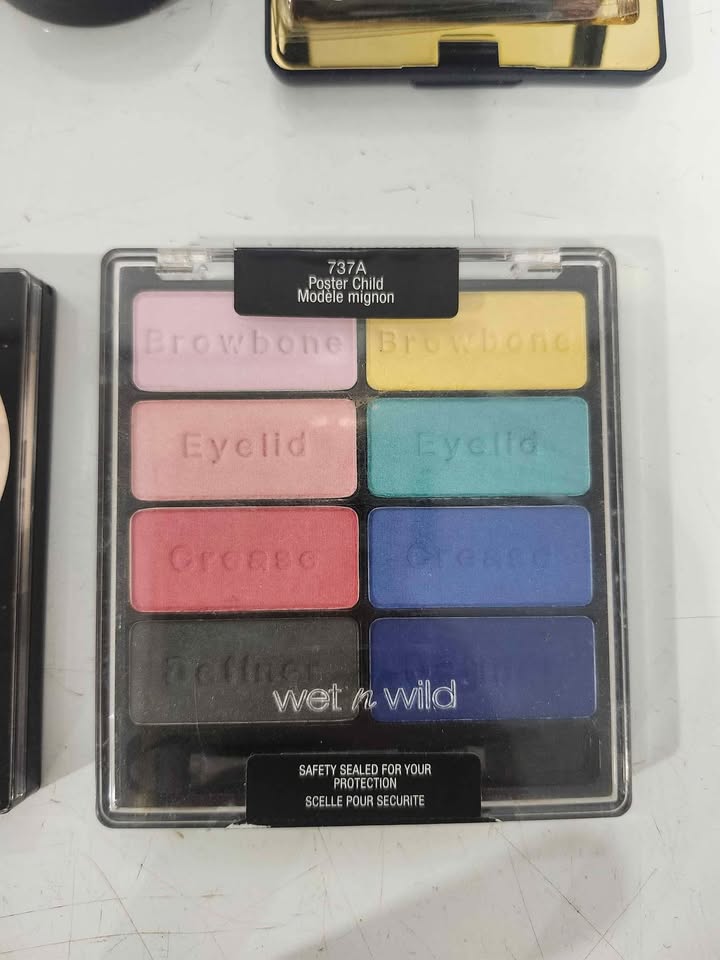 737A
Poster Child
Modèle mignon
Browbone Browbone
Eyelid Eyelid
Crease Crease
Definer Definer
wet n wild
SAFETY SEALED FOR YOUR
PROTECTION
SCELLE POUR SECURITE